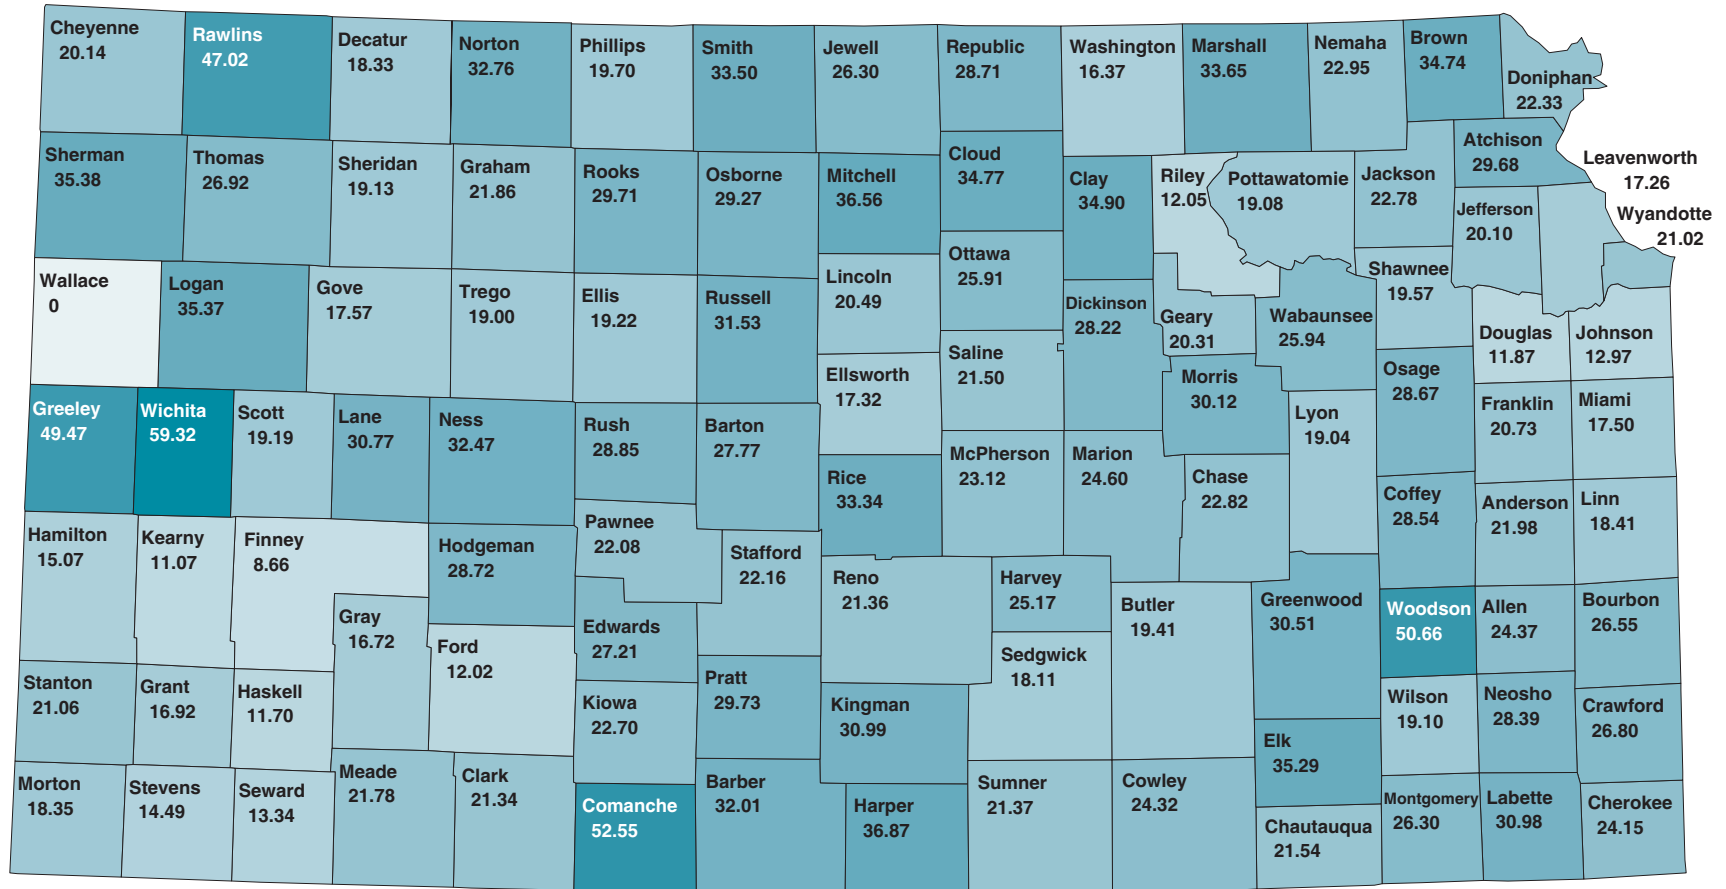 Cheyenne
20.14
Rawlins
47.02
Decatur
18.33
Norton
32.76
Phillips
19.70
Smith
33.50
Jewell
26.30
Republic
28.71
Washington
16.37
Marshall
33.65
Nemaha
22.95
Brown
34.74
Doniphan
22.33
Sherman
35.38
Thomas
26.92
Sheridan
19.13
Graham
21.86
Rooks
29.71
Osborne
29.27
Mitchell
36.56
Cloud
34.77
Clay
34.90
Riley
12.05
Pottawatomie
19.08
Jackson
22.78
Atchison
29.68
Jefferson
20.10
Leavenworth
17.26
Wyandotte
21.02
Wallace
0
Logan
35.37
Gove
17.57
Trego
19.00
Ellis
19.22
Russell
31.53
Lincoln
20.49
Ottawa
25.91
Dickinson
28.22
Geary
20.31
Wabaunsee
25.94
Shawnee
19.57
Douglas
11.87
Johnson
12.97
Ellsworth
17.32
Saline
21.50
Morris
30.12
Osage
28.67
Franklin
20.73
Miami
17.50
Greeley
49.47
Wichita
59.32
Scott
19.19
Lane
30.77
Ness
32.47
Rush
28.85
Barton
27.77
Rice
33.34
McPherson
23.12
Marion
24.60
Chase
22.82
Lyon
19.04
Coffey
28.54
Anderson
21.98
Linn
18.41
Hamilton
15.07
Kearny
11.07
Finney
8.66
Hodgeman
28.72
Pawnee
22.08
Stafford
22.16
Reno
21.36
Harvey
25.17
Butler
19.41
Greenwood
30.51
Woodson
50.66
Allen
24.37
Bourbon
26.55
Gray
16.72
Ford
12.02
Edwards
27.21
Kiowa
22.70
Pratt
29.73
Kingman
30.99
Sedgwick
18.11
Elk
35.29
Wilson
19.10
Neosho
28.39
Crawford
26.80
Stanton
21.06
Grant
16.92
Haskell
11.70
Morton
18.35
Stevens
14.49
Seward
13.34
Meade
21.78
Clark
21.34
Comanche
52.55
Barber
32.01
Harper
36.87
Sumner
21.37
Cowley
24.32
Chautauqua
21.54
Montgomery
26.30
Labette
30.98
Cherokee
24.15